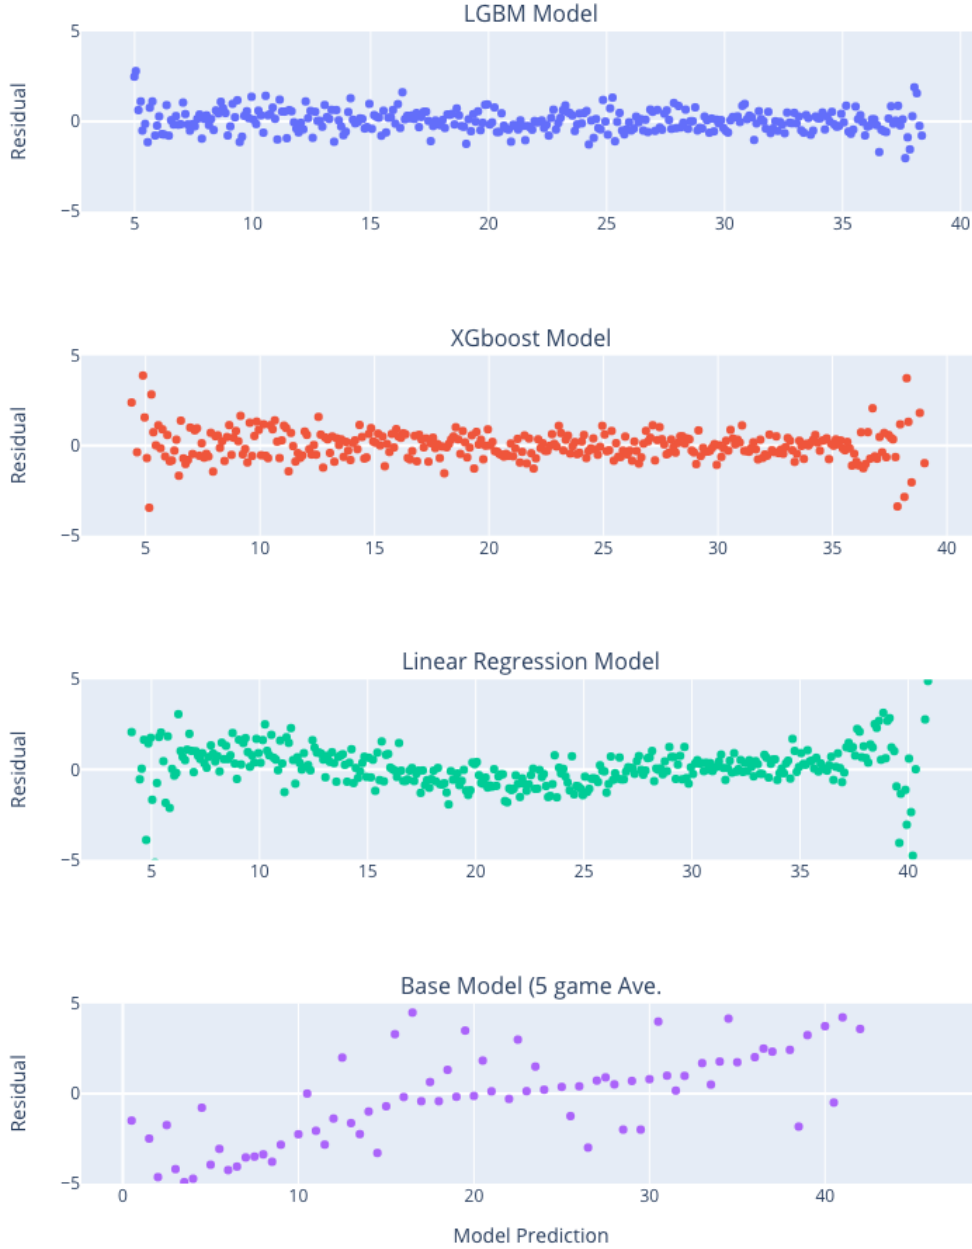 LGBM Model
5
0
−5
Residual
5 10 15 20 25 30 35 40
XGboost Model
5
0
−5
Residual
5 10 15 20 25 30 35 40
Linear Regression Model
5
0
−5
Residual
5 10 15 20 25 30 35 40
Base Model (5 game Ave.
5
0
−5
Residual
0 10 20 30 40
Model Prediction